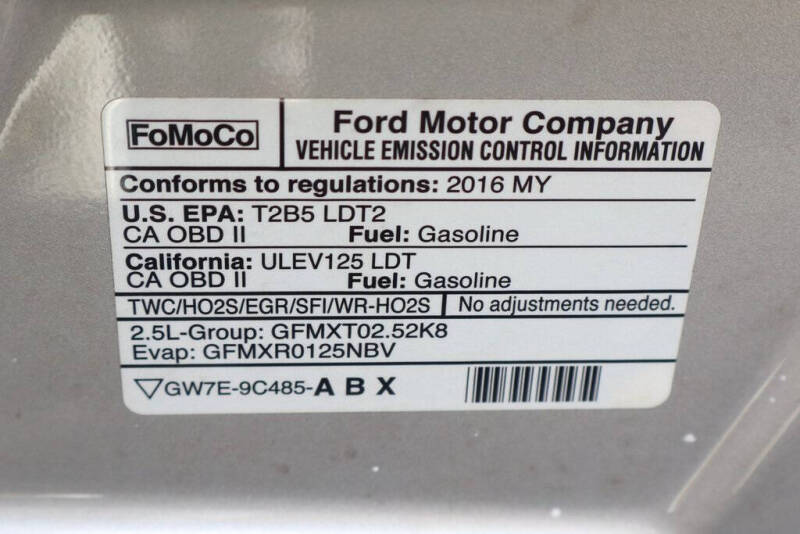 FoMoCo
Ford Motor Company
VEHICLE EMISSION CONTROL INFORMATION
Conforms to regulations: 2016 MY
U.S. EPA: T2B5 LDT2
CA OBD II Fuel: Gasoline
California: ULEV125 LDT
CA OBD II Fuel: Gasoline
TWC/HO2S/EGR/SFI/WR-HO2S No adjustments needed.
2.5L-Group: GFMXT02.52K8
Evap: GFMXR0125NBV
GW7E-9C485-A B X